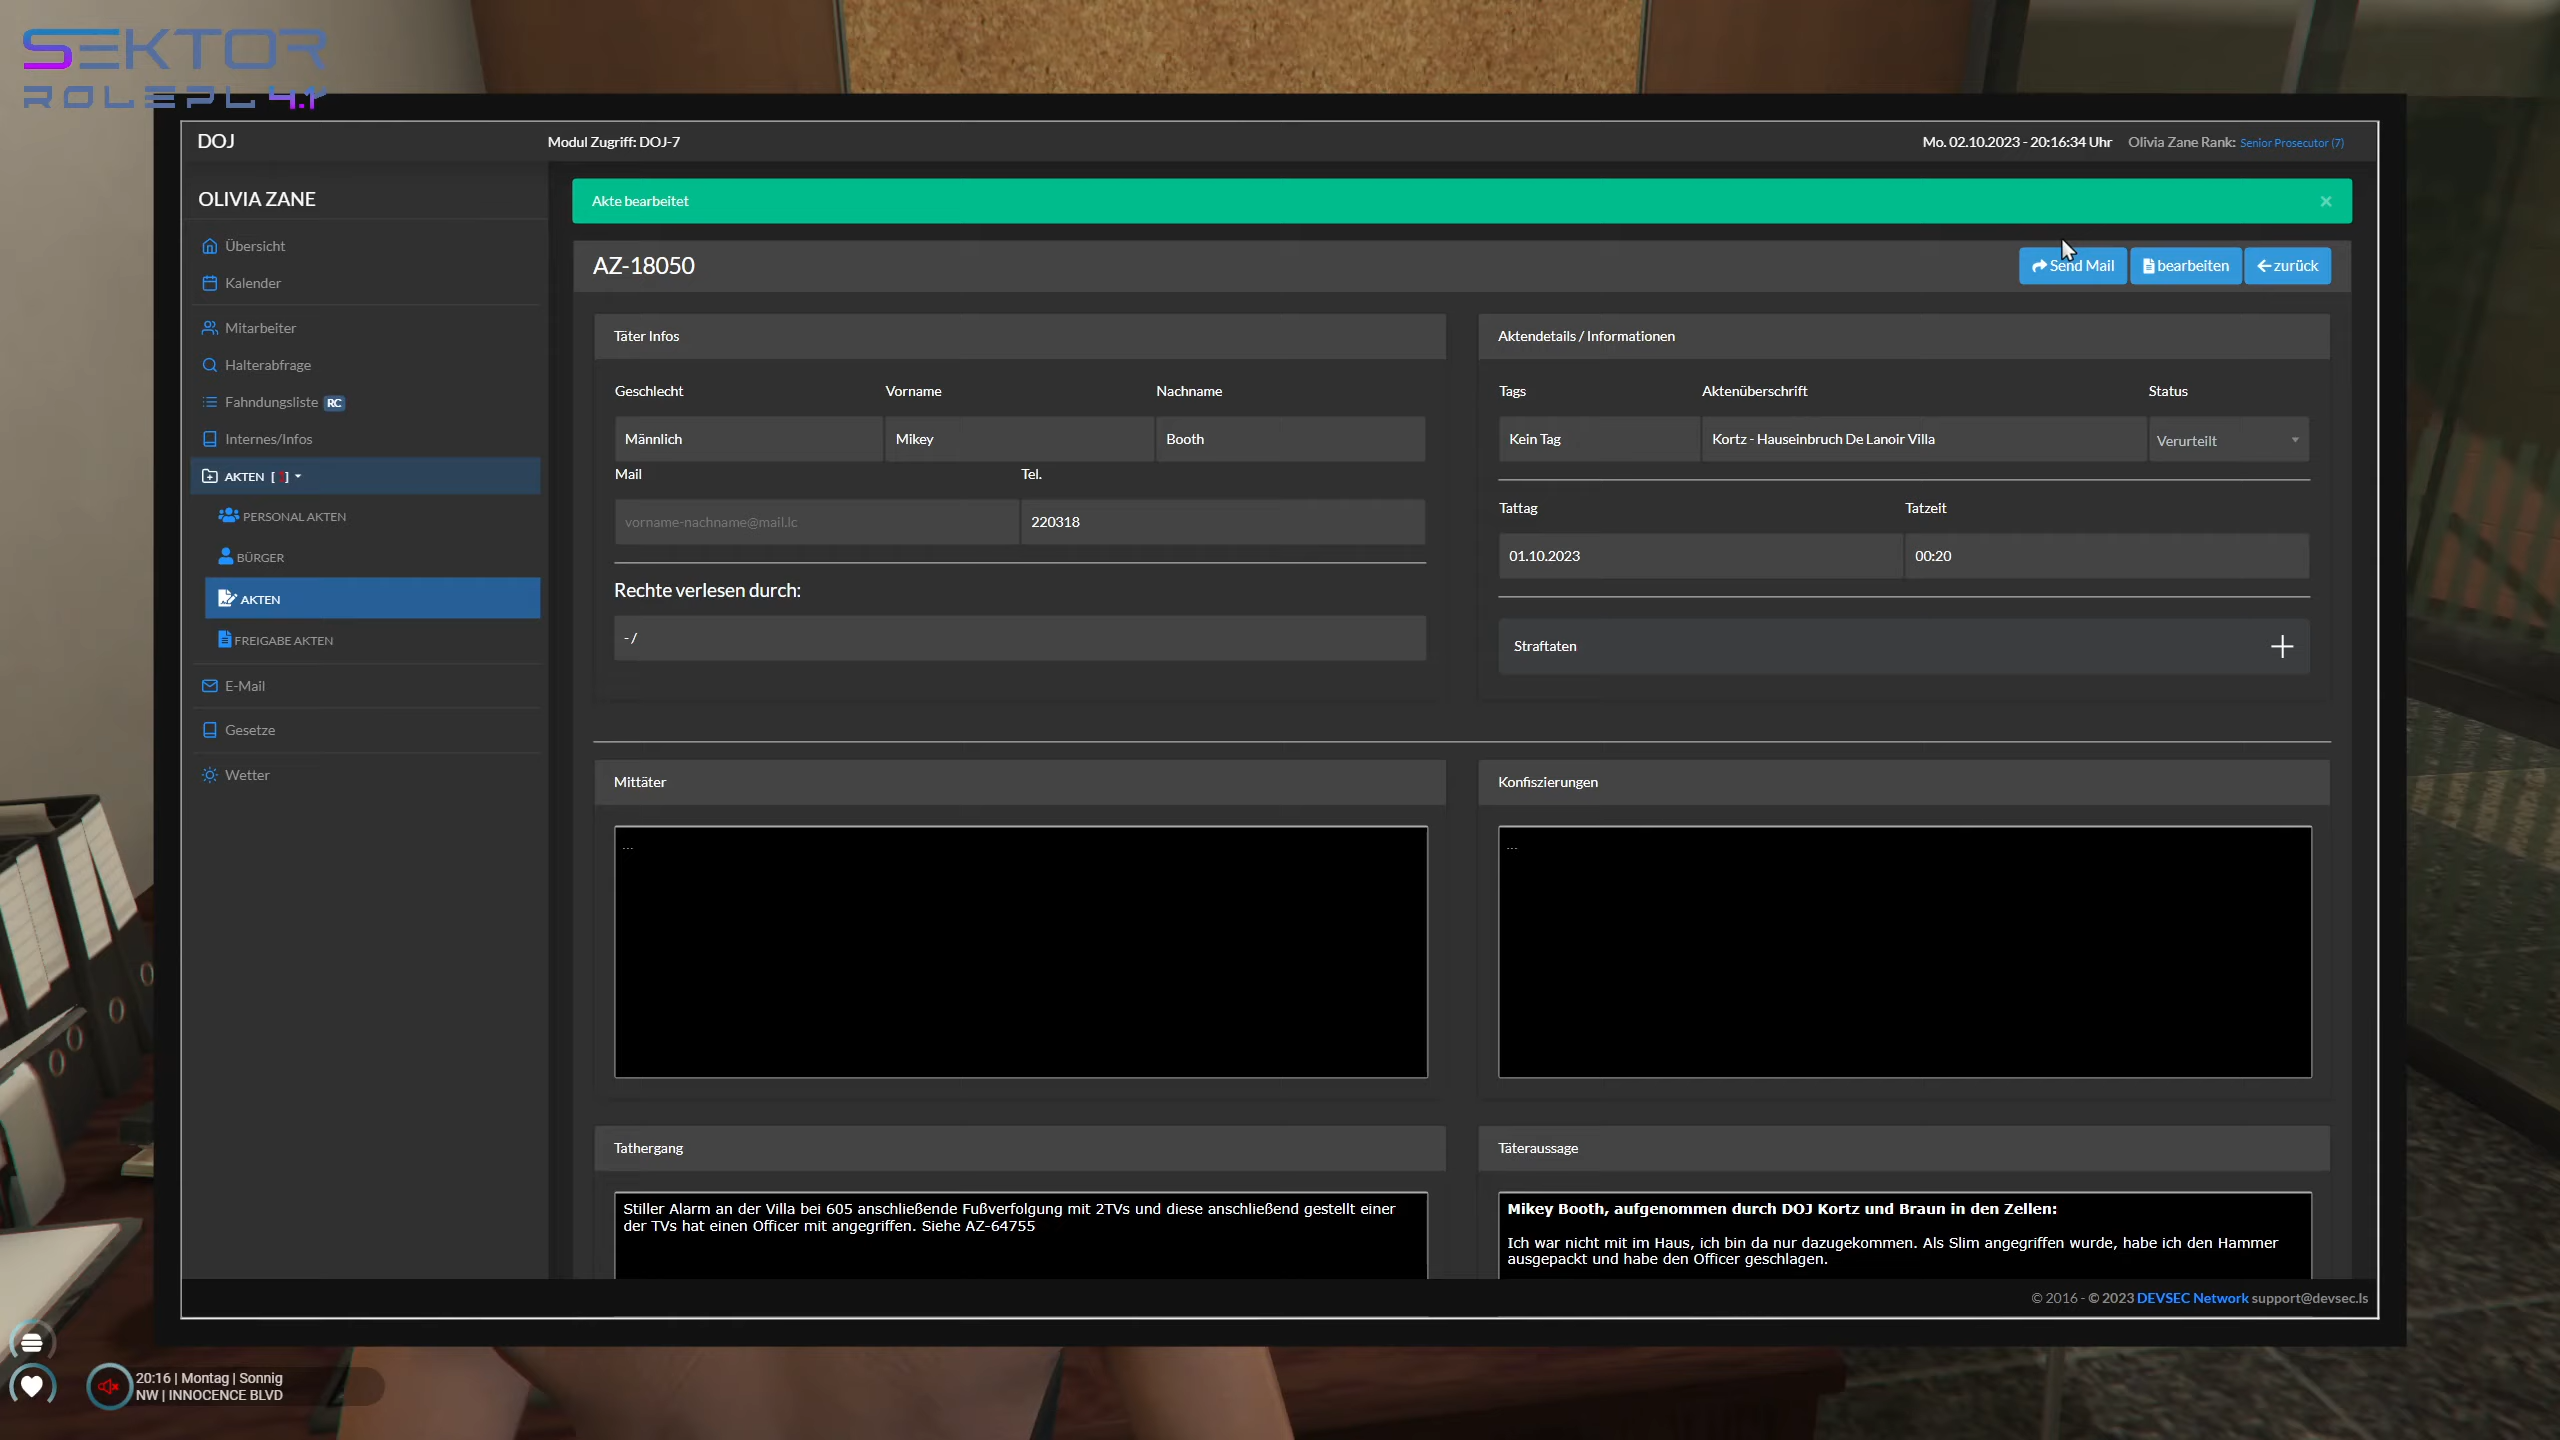 SEKTOR
ROLEPL4.Y
DOJ
Modul Zugriff: DOJ-7
Mo. 02.10.2023 - 20:16:34 Uhr
Olivia Zane Rank: Senior Prosecutor (7)
OLIVIA ZANE
Übersicht
Kalender
Mitarbeiter
Halterabfrage
Fahndungsliste RC
Internes/Infos
AKTEN [ ]
PERSONAL AKTEN
BÜRGER
AKTEN
FREIGABE AKTEN
E-Mail
Gesetze
Wetter
Akte bearbeitet
×
AZ-18050
Send Mail
bearbeiten
zurück
Täter Infos
Geschlecht
Vorname
Nachname
Männlich
Mikey
Booth
Mail
Tel.
vorname-nachname@mail.lc
220318
Rechte verlesen durch:
- /
Aktendetails / Informationen
Tags
Aktenüberschrift
Status
Kein Tag
Kortz - Hauseinbruch De Lanoir Villa
Verurteilt
Tattag
Tatzeit
01.10.2023
00:20
Straftaten
Mittäter
...
Konfiszierungen
...
Tathergang
Stiller Alarm an der Villa bei 605 anschließende Fußverfolgung mit 2TVs und diese anschließend gestellt einer
der TVs hat einen Officer mit angegriffen. Siehe AZ-64755
Täteraussage
Mikey Booth, aufgenommen durch DOJ Kortz und Braun in den Zellen:
Ich war nicht mit im Haus, ich bin da nur dazugekommen. Als Slim angegriffen wurde, habe ich den Hammer
ausgepackt und habe den Officer geschlagen.
© 2016 - © 2023 DEVSEC Network support@devsec.ls
20:16 | Montag | Sonnig
NW | INNOCENCE BLVD